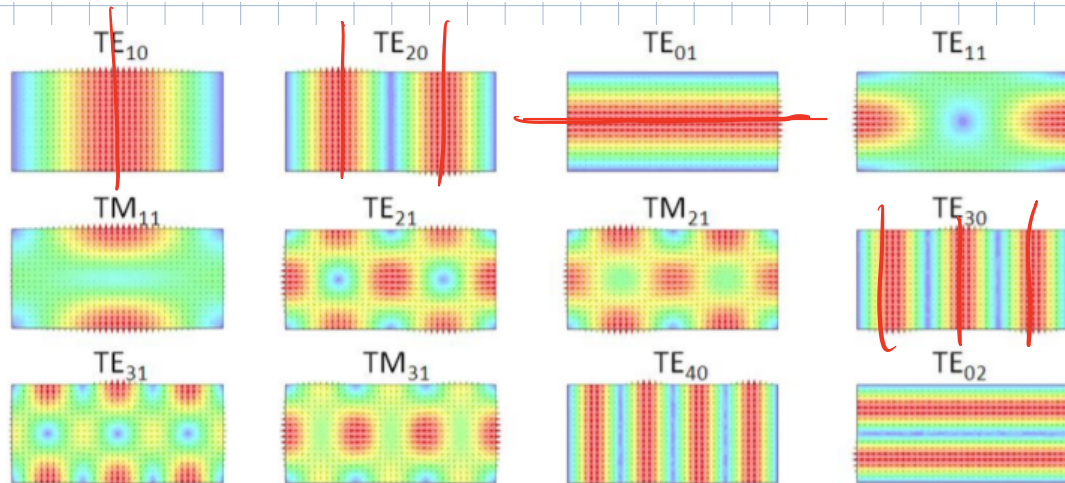 TE₁₀ TE₂₀ TE₀₁ TE₁₁
TM₁₁ TE₂₁ TM₂₁ TE₃₀
TE₃₁ TM₃₁ TE₄₀ TE₀₂